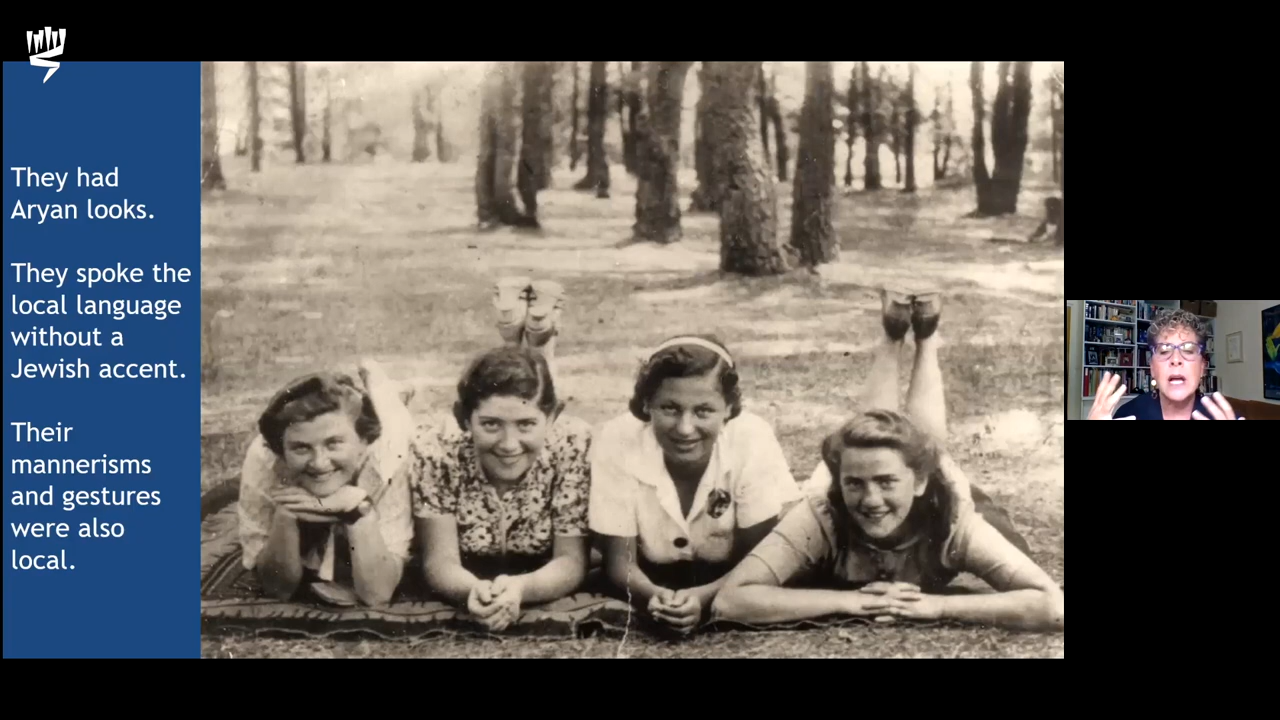 They had
Aryan looks.
They spoke the
local language
without a
Jewish accent.
Their
mannerisms
and gestures
were also
local.